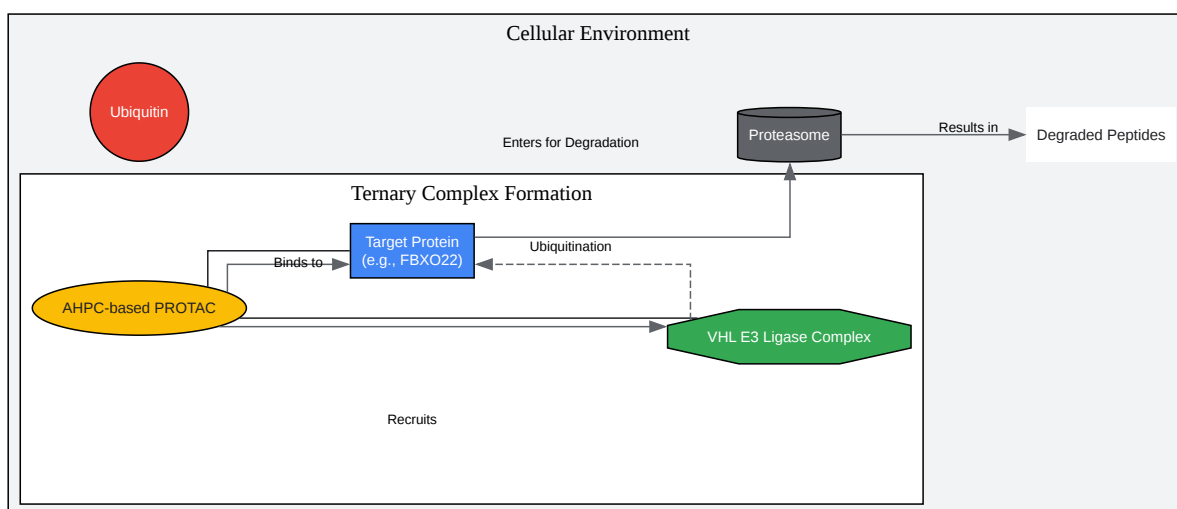 Cellular Environment
Ubiquitin
Proteasome
Results in
Degraded Peptides
Enters for Degradation
Ternary Complex Formation
Target Protein
(e.g., FBXO22)
Ubiquitination
Binds to
AHPC-based PROTAC
VHL E3 Ligase Complex
Recruits